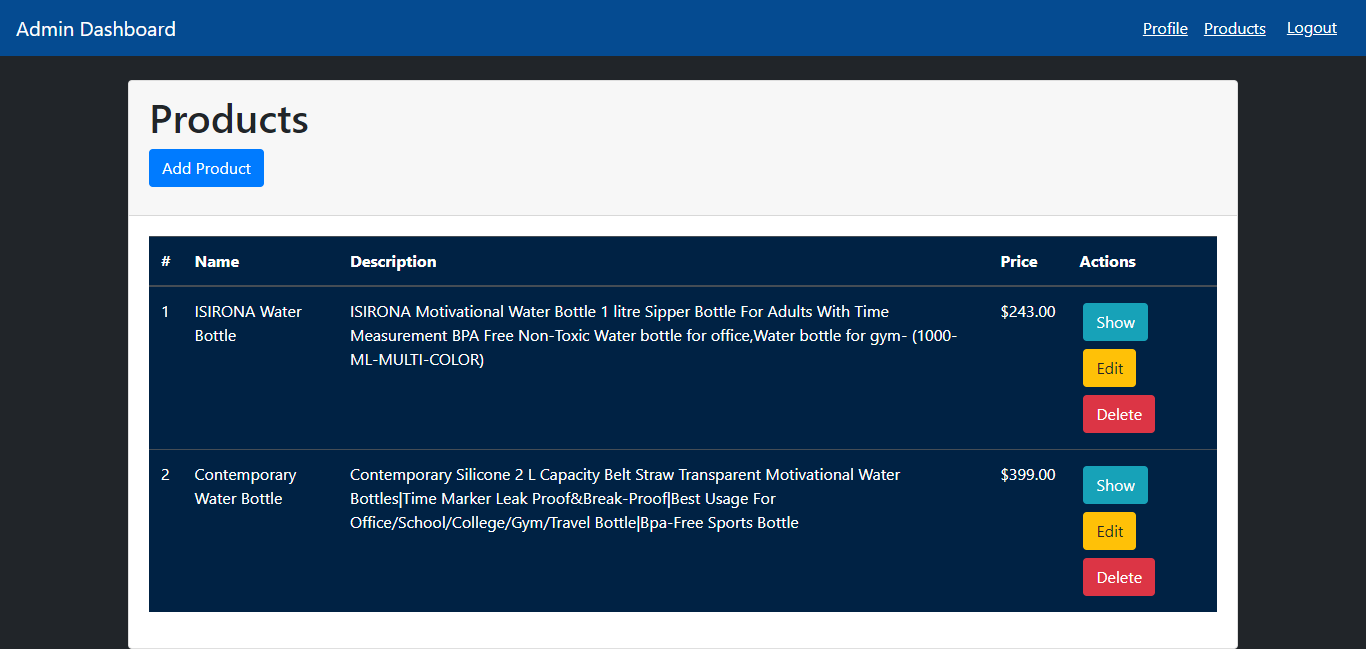 Admin Dashboard
Profile Products Logout
Products
Add Product
# Name Description Price Actions
1 ISIRONA Water ISIRONA Motivational Water Bottle 1 litre Sipper Bottle For Adults With Time $243.00 Show
Bottle Measurement BPA Free Non-Toxic Water bottle for office,Water bottle for gym- (1000-
ML-MULTI-COLOR)
Edit
Delete
2 Contemporary Contemporary Silicone 2 L Capacity Belt Straw Transparent Motivational Water $399.00 Show
Water Bottle Bottles|Time Marker Leak Proof&Break-Proof|Best Usage For
Office/School/College/Gym/Travel Bottle|Bpa-Free Sports Bottle
Edit
Delete